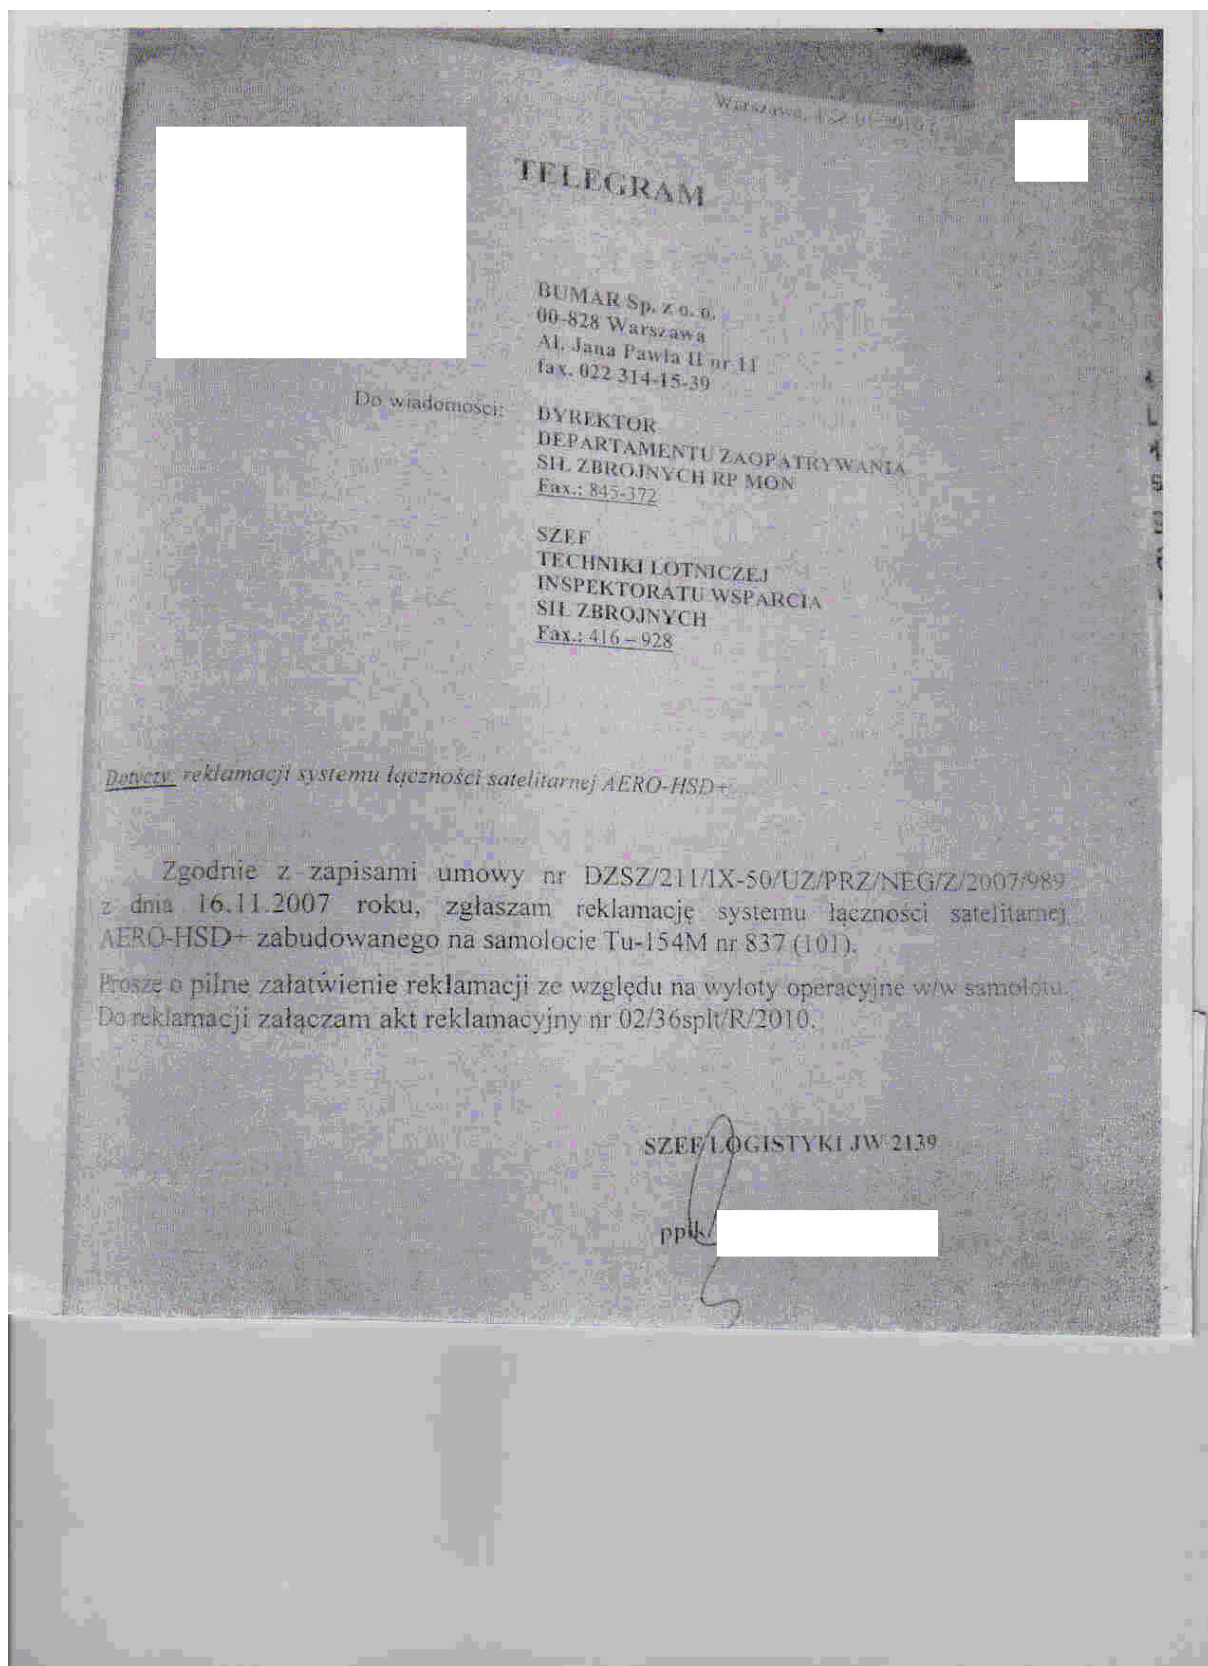 Warszawa,
TELEGRAM
BUMAR Sp. z o. o.
00-828 Warszawa
Al. Jana Pawła II nr 11
fax. 022 314-15-39
Do wiadomości:
DYREKTOR
DEPARTAMENTU ZAOPATRYWANIA
SIŁ ZBROJNYCH RP MON
Fax.: 845-372
SZEF
TECHNIKI LOTNICZEJ
INSPEKTORATU WSPARCIA
SIŁ ZBROJNYCH
Fax.: 416 – 928
Dotyczy: reklamacji systemu łączności satelitarnej AERO-HSD+
Zgodnie z zapisami umowy nr DZSZ/211/IX-50/UZ/PRZ/NEG/Z/2007/989
z dnia 16.11.2007 roku, zgłaszam reklamację systemu łączności satelitarnej
AERO-HSD+ zabudowanego na samolocie Tu-154M nr 837 (101).
Proszę o pilne załatwienie reklamacji ze względu na wyloty operacyjne w/w samolotu.
Do reklamacji załączam akt reklamacyjny nr 02/36splt/R/2010.
SZEF LOGISTYKI JW 2139
ppłk